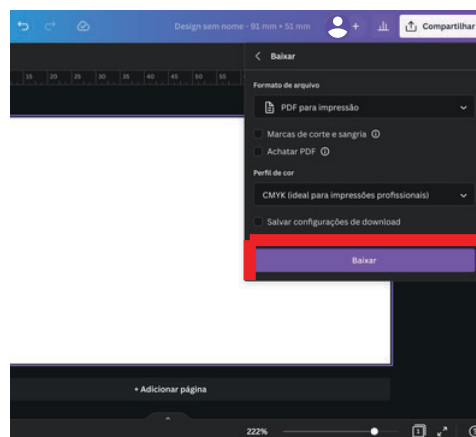 Design sem nome - 91 mm × 51 mm
+
Compartilhar
Baixar
15 20 25 30 35 40 45 50 55
Formato de arquivo
PDF para impressão
Marcas de corte e sangria
Achatar PDF
Perfil de cor
CMYK (ideal para impressões profissionais)
Salvar configurações de download
Baixar
+ Adicionar página
222%
1